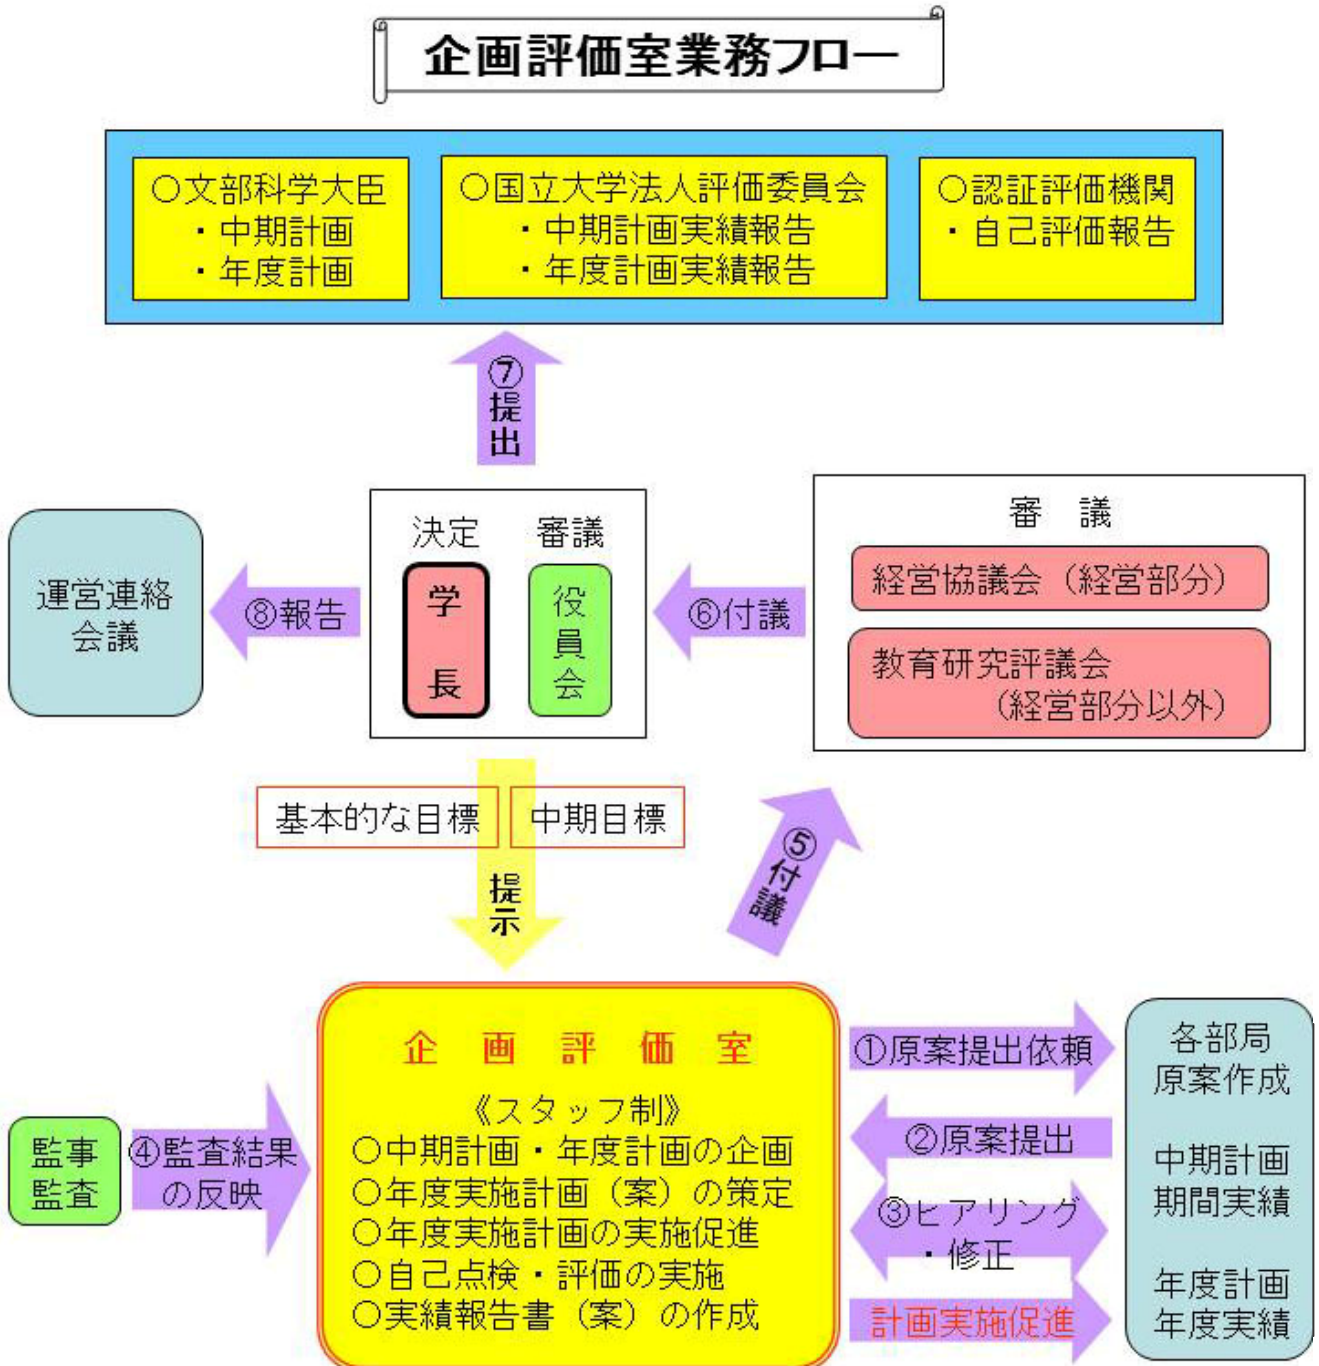 企画評価室業務フロー
○文部科学大臣
・中期計画
・年度計画
○国立大学法人評価委員会
・中期計画実績報告
・年度計画実績報告
○認証評価機関
・自己評価報告
⑦提出
運営連絡
会議
⑧報告
決定
学長
審議
役員会
⑥付議
審　議
経営協議会（経営部分）
教育研究評議会
（経営部分以外）
基本的な目標
中期目標
提示
⑤付議
監事
監査
④監査結果
の反映
企　画　評　価　室
《スタッフ制》
○中期計画・年度計画の企画
○年度実施計画（案）の策定
○年度実施計画の実施促進
○自己点検・評価の実施
○実績報告書（案）の作成
①原案提出依頼
②原案提出
③ヒアリング
・修正
計画実施促進
各部局
原案作成
中期計画
期間実績
年度計画
年度実績